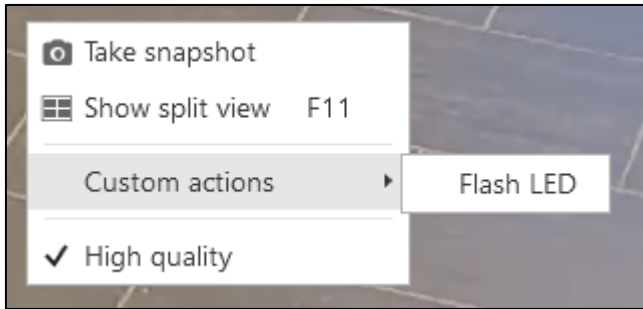 Take snapshot
Show split view F11
Custom actions
Flash LED
High quality